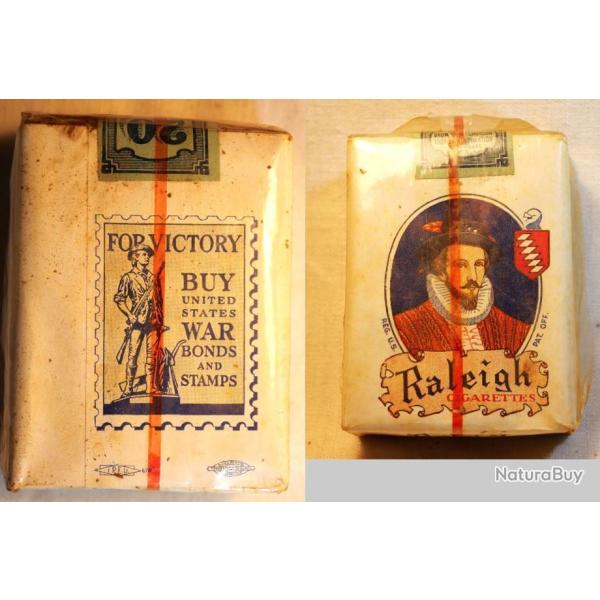 20
FOR VICTORY
BUY
UNITED
STATES
WAR
BONDS
AND
STAMPS
REG. U.S.
PAT. OFF.
Raleigh
CIGARETTES
NaturaBuy